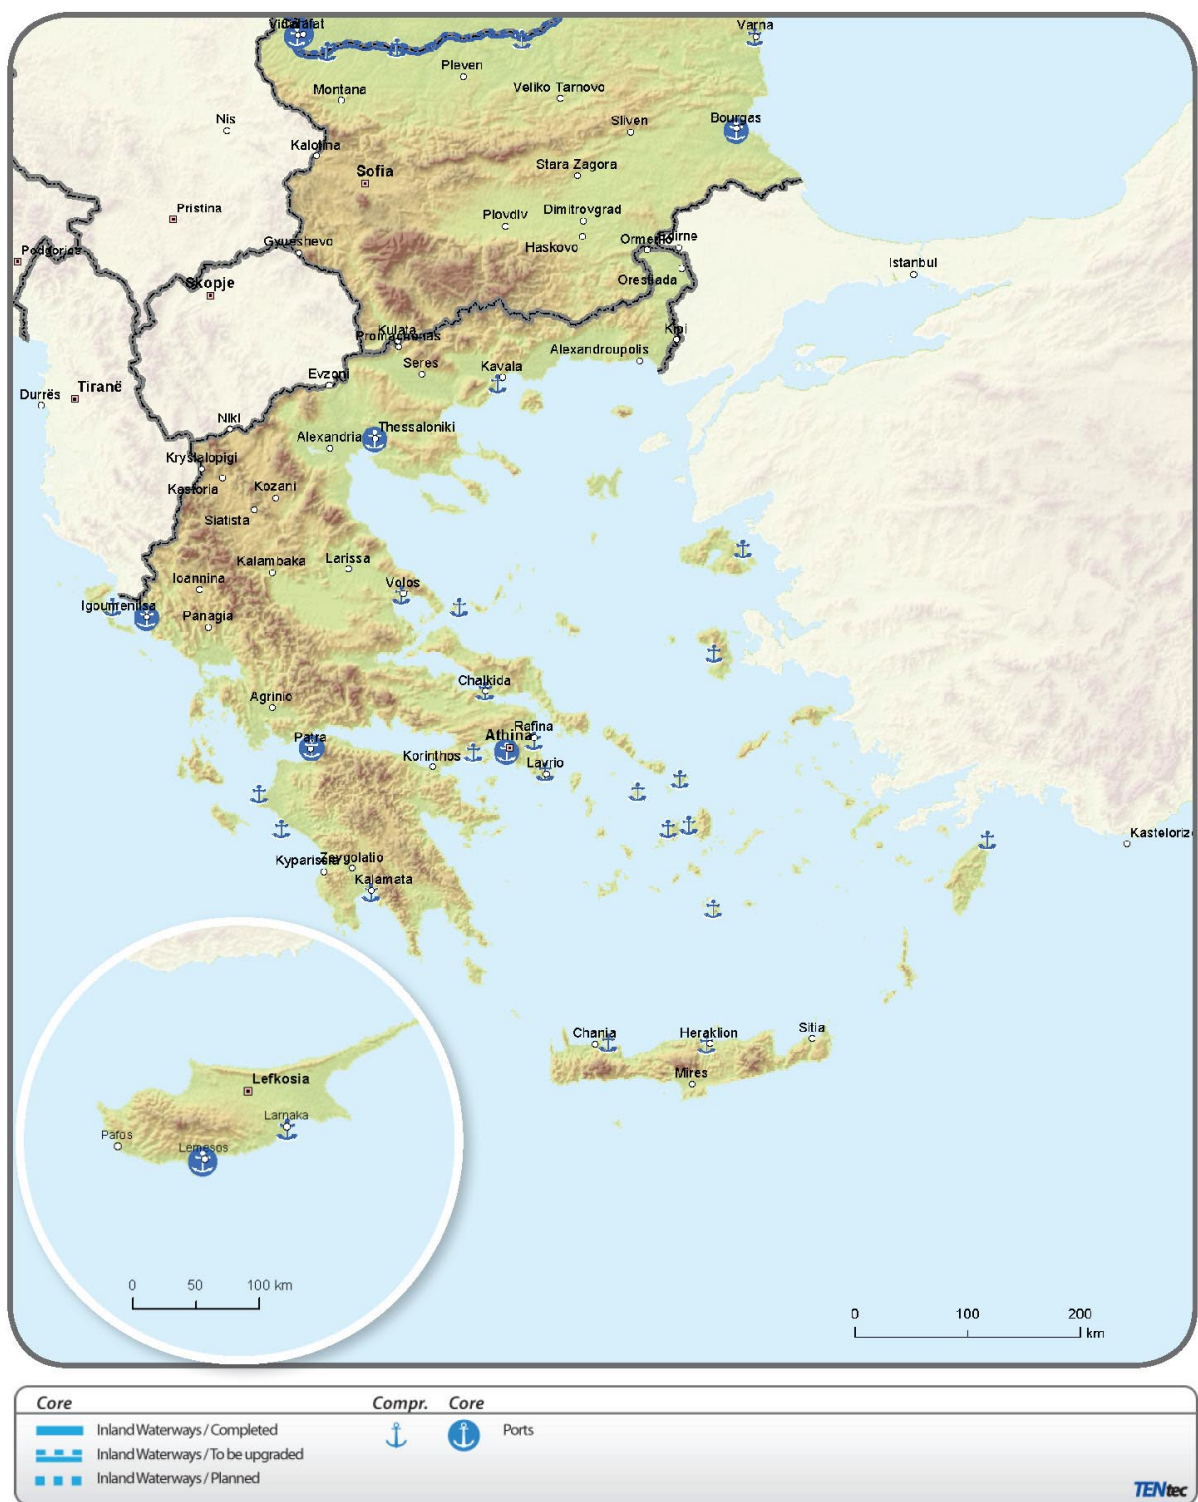 Calafat
Varna
Pleven
Montana
Veliko Tarnovo
Nis
Sliven
Bourgas
Kalotina
Sofia
Stara Zagora
Pristina
Plovdiv
Dimitrovgrad
Gyueshevo
Haskovo
Ormenio
Edirne
Podgorica
Istanbul
Skopje
Orestiada
Kulata
Promachonas
Kipi
Alexandroupolis
Seres
Kavala
Evzoni
Tiranë
Durrës
Niki
Thessaloniki
Alexandria
Krystalopigi
Kastoria
Kozani
Siatista
Kalambaka
Larissa
Ioannina
Volos
Igoumenitsa
Panagia
Chalkida
Agrinio
Rafina
Patra
Athina
Korinthos
Lavrio
Kasteloriz
Zevgolatio
Kyparissia
Kalamata
Chania
Heraklion
Sitia
Mires
Lefkosia
Larnaka
Pafos
Lemesos
0 50 100 km
0 100 200
km
Core Compr. Core
Inland Waterways / Completed Ports
Inland Waterways / To be upgraded
Inland Waterways / Planned
TENtec